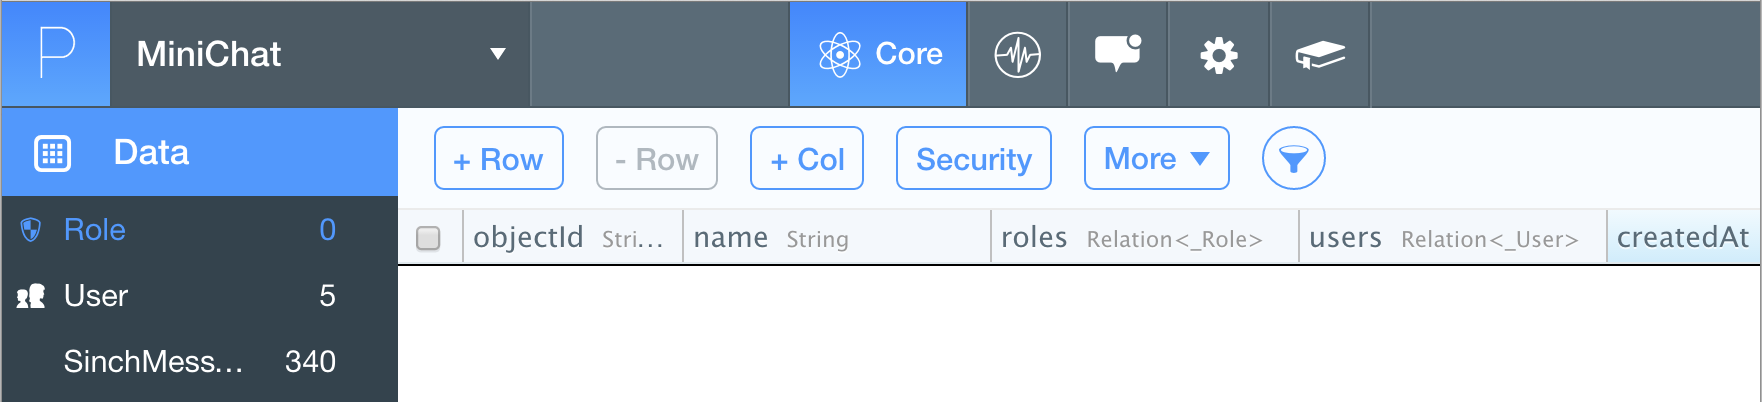 P MiniChat Core
Data
+ Row - Row + Col Security More
Role 0
objectId Stri... name String roles Relation<_Role> users Relation<_User> createdAt
User 5
SinchMess... 340